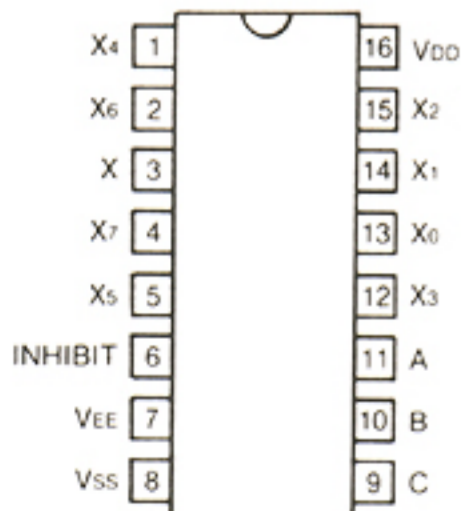 X4 1 16 VDD
X6 2 15 X2
X 3 14 X1
X7 4 13 X0
X5 5 12 X3
INHIBIT 6 11 A
VEE 7 10 B
VSS 8 9 C